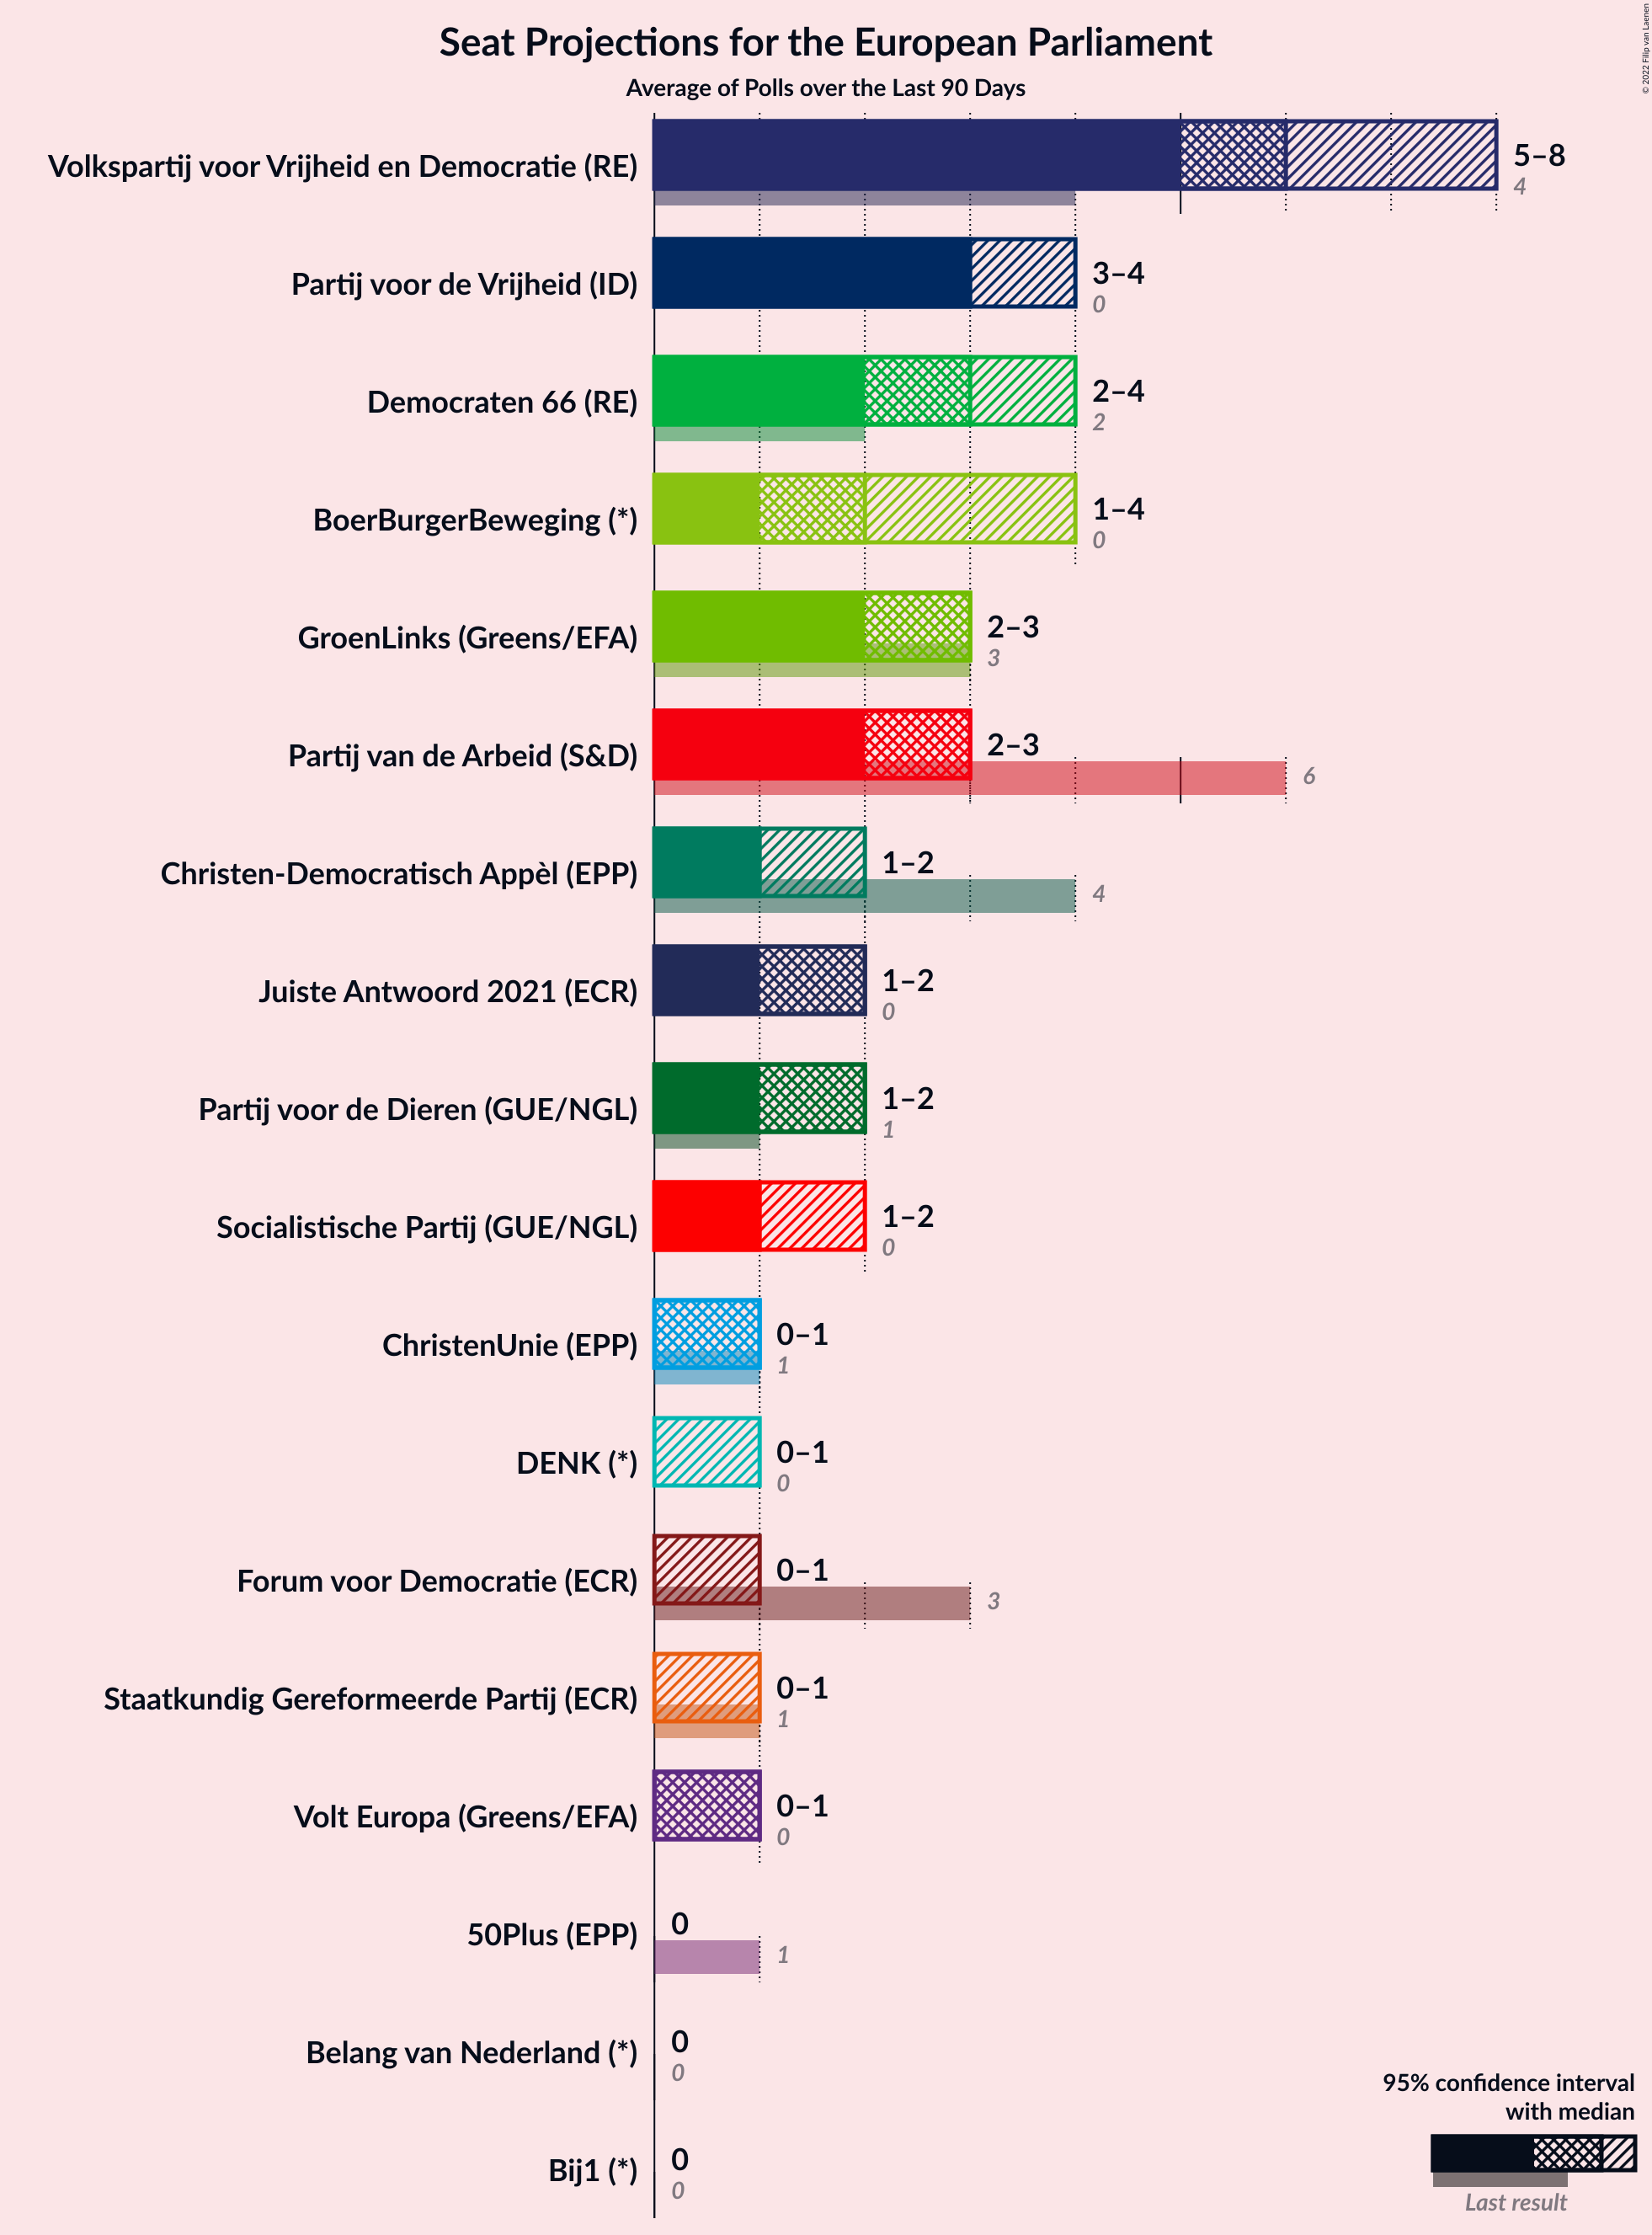 Seat Projections for the European Parliament
Average of Polls over the Last 90 Days
© 2022 Filip van Laenen
Volkspartij voor Vrijheid en Democratie (RE)
5–8
4
Partij voor de Vrijheid (ID)
3–4
0
Democraten 66 (RE)
2–4
2
BoerBurgerBeweging (*)
1–4
0
GroenLinks (Greens/EFA)
2–3
3
Partij van de Arbeid (S&D)
2–3
6
Christen-Democratisch Appèl (EPP)
1–2
4
Juiste Antwoord 2021 (ECR)
1–2
0
Partij voor de Dieren (GUE/NGL)
1–2
1
Socialistische Partij (GUE/NGL)
1–2
0
ChristenUnie (EPP)
0–1
1
DENK (*)
0–1
0
Forum voor Democratie (ECR)
0–1
3
Staatkundig Gereformeerde Partij (ECR)
0–1
1
Volt Europa (Greens/EFA)
0–1
0
50Plus (EPP)
0
1
Belang van Nederland (*)
0
0
Bij1 (*)
0
0
95% confidence interval
with median
Last result